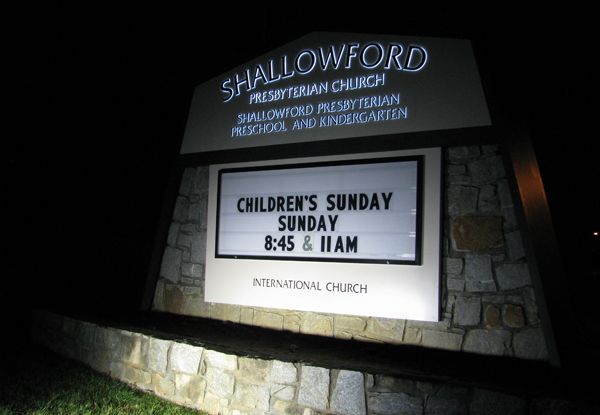 SHALLOWFORD
PRESBYTERIAN CHURCH
SHALLOWFORD PRESBYTERIAN
PRESCHOOL AND KINDERGARTEN
CHILDREN'S SUNDAY
SUNDAY
8:45 & 11AM
INTERNATIONAL CHURCH